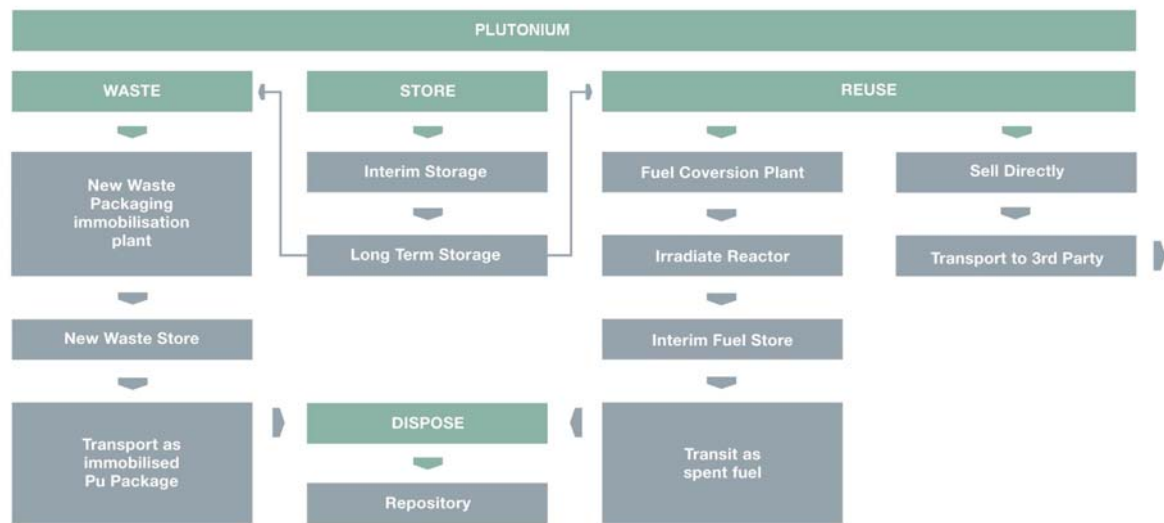 PLUTONIUM
WASTE
STORE
REUSE
New Waste
Packaging
immobilisation
plant
Interim Storage
Fuel Coversion Plant
Sell Directly
Long Term Storage
Irradiate Reactor
Transport to 3rd Party
New Waste Store
Interim Fuel Store
Transport as
immobilised
Pu Package
DISPOSE
Repository
Transit as
spent fuel